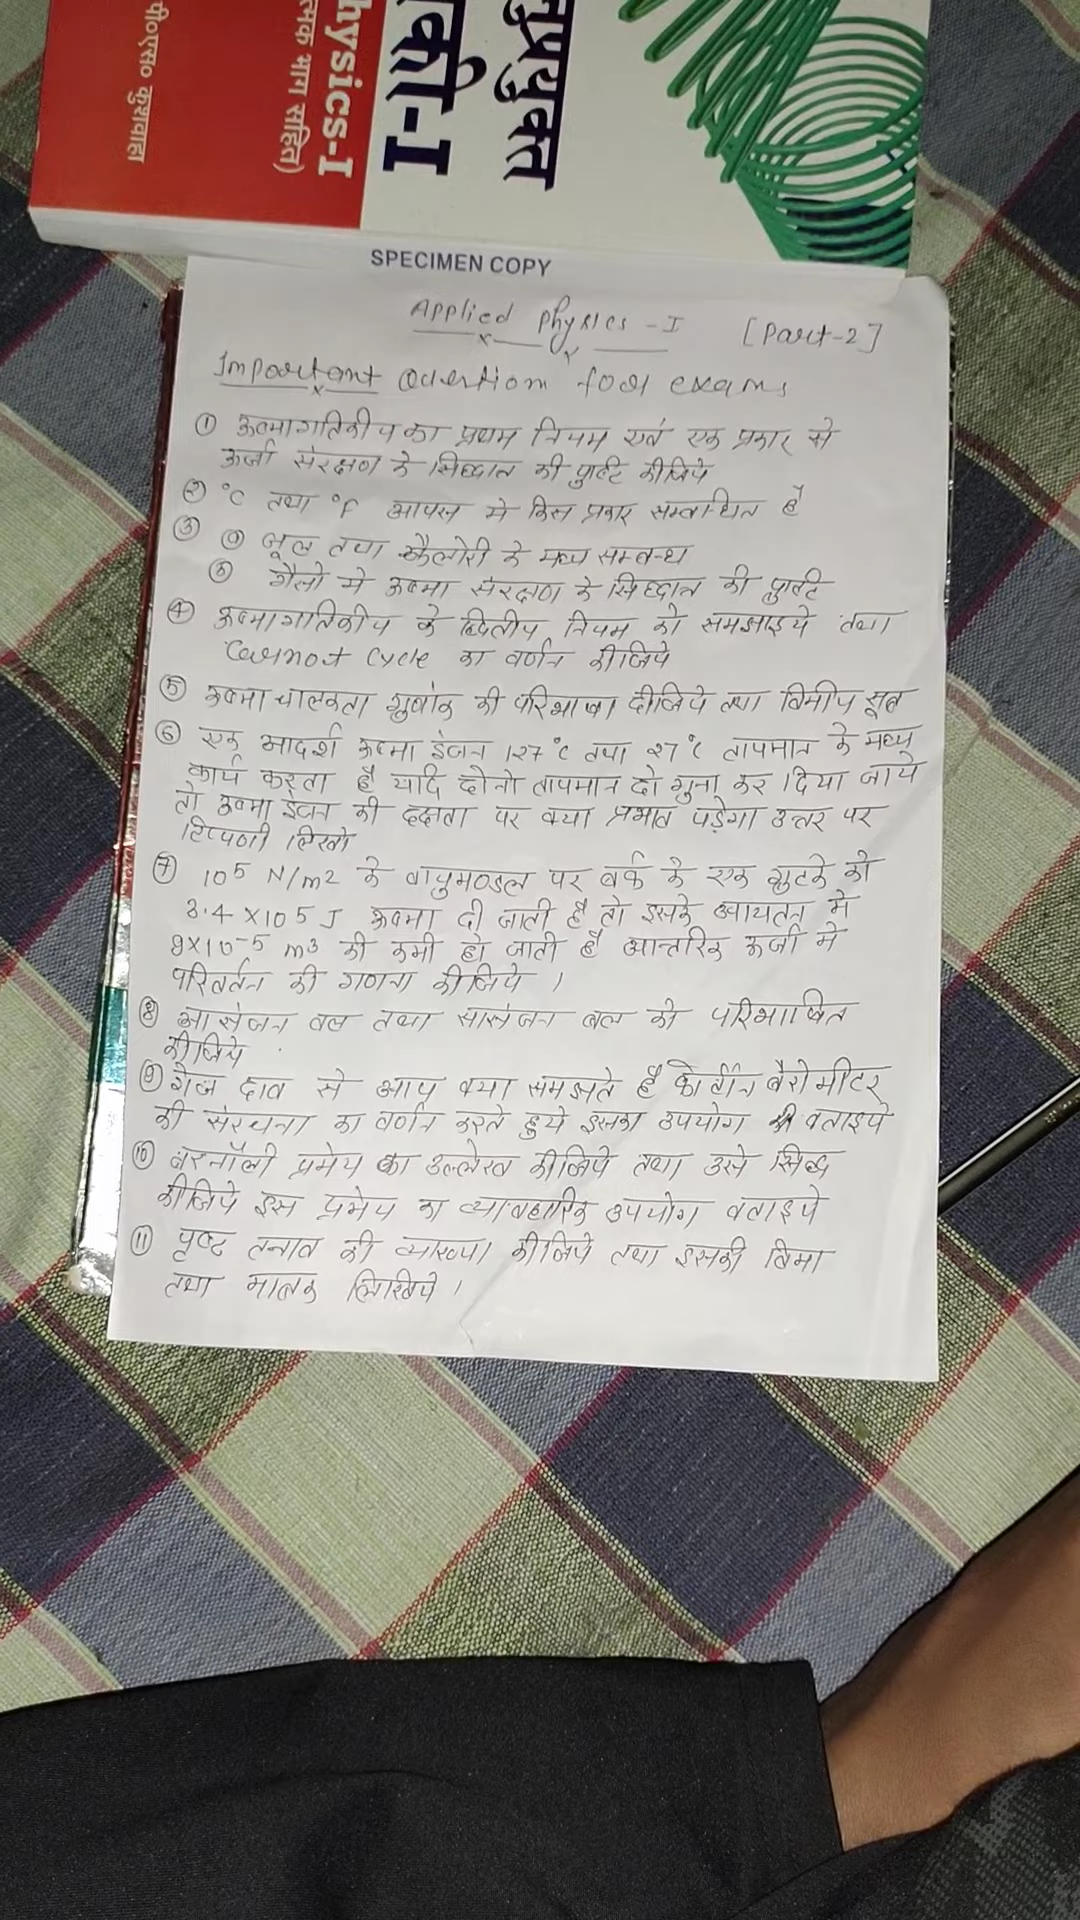 पी०एस० कुशवाहा
hysics-I
त्मक भाग सहित)
की-I
नुप्रयुक्त
SPECIMEN COPY
Applied Physics - I [Part-2]
Important Question for exams
① ऊष्मागतिकीय का प्रथम नियम एवं एक प्रकार से
ऊर्जा संरक्षण के सिद्धान्त की पुष्टि कीजिये
② °C तथा °F आपस मे किस प्रकार सम्बन्धित है
③ ⓐ जूल तथा कैलोरी के मध्य सम्बन्ध
ⓑ गैसो मे ऊष्मा संरक्षण के सिद्धान्त की पुष्टि
④ ऊष्मागतिकीय के द्वितीय नियम को समझाइये तथा
Carnot Cycle का वर्णन कीजिये
⑤ ऊष्मा चालकता गुणांक की परिभाषा दीजिये तथा विमीय सूत्र
⑥ एक आदर्श ऊष्मा इंजन 127°C तथा 27°C तापमान के मध्य
कार्य करता है यदि दोनो तापमान दो गुना कर दिया जाये
तो ऊष्मा इंजन की दक्षता पर क्या प्रभाव पड़ेगा उत्तर पर
टिप्पणी लिखो
⑦ 10⁵ N/m2 के वायुमण्डल पर बर्फ के एक गुटके को
3.4 × 10⁵ J ऊष्मा दी जाती है तो इसके आयतन मे
9×10⁻⁵ m³ की कमी हो जाती है आन्तरिक ऊर्जा मे
परिवर्तन की गणना कीजिये ।
⑧ आसंजन बल तथा ससंजन बल को परिभाषित
कीजिये
⑨ गेज दाब से आप क्या समझते है फोर्टीन बैरोमीटर
की संरचना का वर्णन करते हुये इसका उपयोग भी बताइये
⑩ बरनौली प्रमेय का उल्लेख कीजिये तथा उसे सिद्ध
कीजिये इस प्रमेय का व्यावहारिक उपयोग बताइये
⑪ पृष्ठ तनाव की व्याख्या कीजिये तथा इसकी विमा
तथा मात्रक लिखिये ।